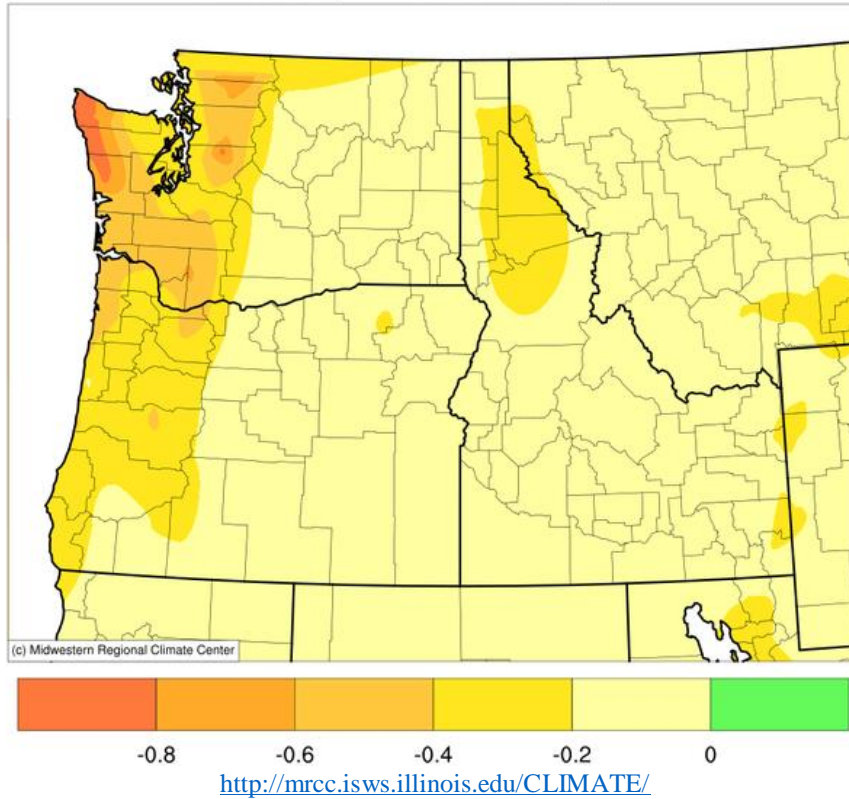 (c) Midwestern Regional Climate Center
-0.8 -0.6 -0.4 -0.2 0
http://mrcc.isws.illinois.edu/CLIMATE/